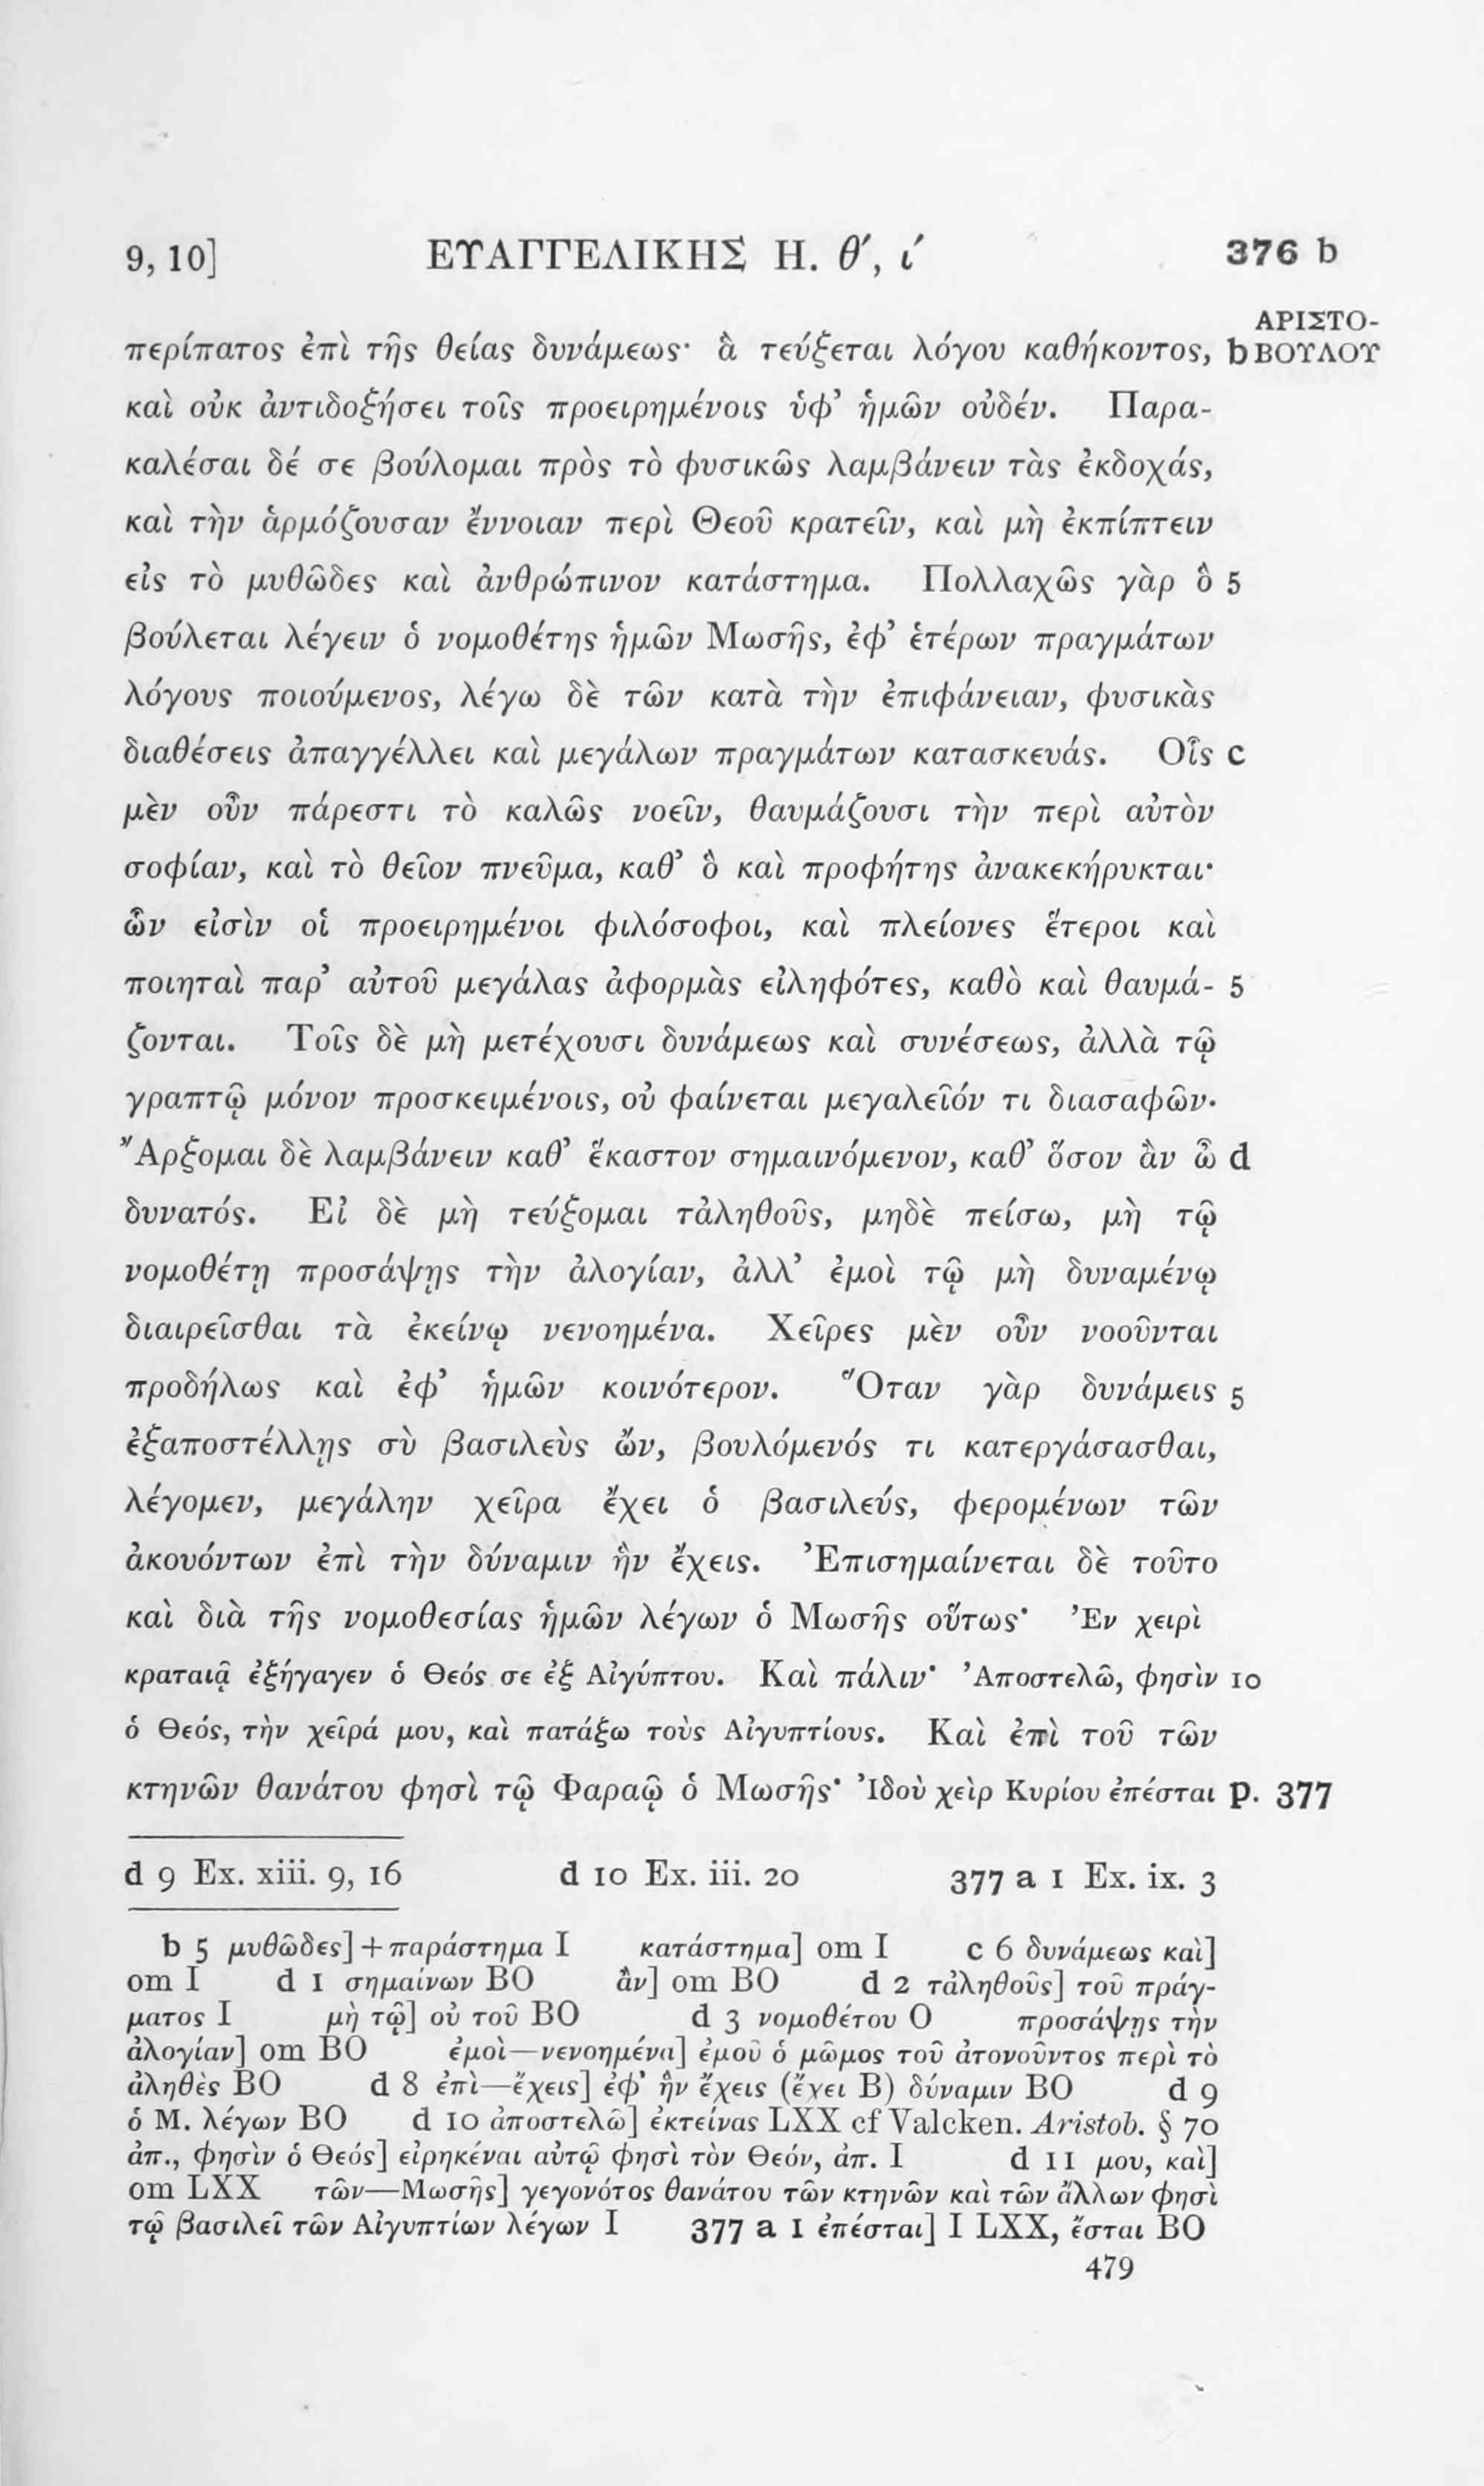 9, 10] ΕΥΑΓΓΕΛΙΚΗΣ Η. θ′, ι′ 376 b
ΑΡΙΣΤΟ-
περίπατος ἐπὶ τῆς θείας δυνάμεως· ἃ τεύξεται λόγου καθήκοντος, b ΒΟΥΛΟΥ
καὶ οὐκ ἀντιδοξήσει τοῖς προειρημένοις ὑφ’ ἡμῶν οὐδέν. Παρα-
καλέσαι δέ σε βούλομαι πρὸς τὸ φυσικῶς λαμβάνειν τὰς ἐκδοχάς,
καὶ τὴν ἁρμόζουσαν ἔννοιαν περὶ Θεοῦ κρατεῖν, καὶ μὴ ἐκπίπτειν
εἰς τὸ μυθῶδες καὶ ἀνθρώπινον κατάστημα. Πολλαχῶς γὰρ ὃ 5
βούλεται λέγειν ὁ νομοθέτης ἡμῶν Μωσῆς, ἐφ’ ἑτέρων πραγμάτων
λόγους ποιούμενος, λέγω δὲ τῶν κατὰ τὴν ἐπιφάνειαν, φυσικὰς
διαθέσεις ἀπαγγέλλει καὶ μεγάλων πραγμάτων κατασκευάς. Οἷς c
μὲν οὖν πάρεστι τὸ καλῶς νοεῖν, θαυμάζουσι τὴν περὶ αὐτὸν
σοφίαν, καὶ τὸ θεῖον πνεῦμα, καθ’ ὃ καὶ προφήτης ἀνακεκήρυκται·
ὧν εἰσὶν οἱ προειρημένοι φιλόσοφοι, καὶ πλείονες ἕτεροι καὶ
ποιηταὶ παρ’ αὐτοῦ μεγάλας ἀφορμὰς εἰληφότες, καθὸ καὶ θαυμά- 5
ζονται. Τοῖς δὲ μὴ μετέχουσι δυνάμεως καὶ συνέσεως, ἀλλὰ τῷ
γραπτῷ μόνον προσκειμένοις, οὐ φαίνεται μεγαλεῖόν τι διασαφῶν·
Ἄρξομαι δὲ λαμβάνειν καθ’ ἕκαστον σημαινόμενον, καθ’ ὅσον ἂν ὦ d
δυνατός. Εἰ δὲ μὴ τεύξομαι τἀληθοῦς, μηδὲ πείσω, μὴ τῷ
νομοθέτῃ προσάψῃς τὴν ἀλογίαν, ἀλλ’ ἐμοὶ τῷ μὴ δυναμένῳ
διαιρεῖσθαι τὰ ἐκείνῳ νενοημένα. Χεῖρες μὲν οὖν νοοῦνται
προδήλως καὶ ἐφ’ ἡμῶν κοινότερον. Ὅταν γὰρ δυνάμεις 5
ἐξαποστέλλῃς σὺ βασιλεὺς ὤν, βουλόμενός τι κατεργάσασθαι,
λέγομεν, μεγάλην χεῖρα ἔχει ὁ βασιλεύς, φερομένων τῶν
ἀκουόντων ἐπὶ τὴν δύναμιν ἣν ἔχεις. Ἐπισημαίνεται δὲ τοῦτο
καὶ διὰ τῆς νομοθεσίας ἡμῶν λέγων ὁ Μωσῆς οὕτως· Ἐν χειρὶ
κραταιᾷ ἐξήγαγεν ὁ Θεός σε ἐξ Αἰγύπτου. Καὶ πάλιν· Ἀποστελῶ, φησὶν 10
ὁ Θεός, τὴν χεῖρά μου, καὶ πατάξω τοὺς Αἰγυπτίους. Καὶ ἐπὶ τοῦ τῶν
κτηνῶν θανάτου φησὶ τῷ Φαραῷ ὁ Μωσῆς· Ἰδοὺ χεὶρ Κυρίου ἐπέσται p. 377
d 9 Ex. xiii. 9, 16 d 10 Ex. iii. 20 377 a 1 Ex. ix. 3
b 5 μυθῶδες] + παράστημα I κατάστημα] om I c 6 δυνάμεως καὶ]
om I d 1 σημαίνων BO ἂν] om BO d 2 τἀληθοῦς] τοῦ πράγ-
ματος I μὴ τῷ] οὐ τοῦ BO d 3 νομοθέτου O προσάψῃς τὴν
ἀλογίαν] om BO ἐμοὶ—νενοημένα] ἐμοῦ ὁ μῶμος τοῦ ἀτονοῦντος περὶ τὸ
ἀληθὲς BO d 8 ἐπὶ—ἔχεις] ἐφ’ ἣν ἔχεις (ἔχει B) δύναμιν BO d 9
ὁ Μ. λέγων BO d 10 ἀποστελῶ] ἐκτείνας LXX cf Valcken. Aristob. § 70
ἀπ., φησὶν ὁ Θεός] εἰρηκέναι αὐτῷ φησὶ τὸν Θεόν, ἀπ. I d 11 μου, καὶ]
om LXX τῶν—Μωσῆς] γεγονότος θανάτου τῶν κτηνῶν καὶ τῶν ἄλλων φησὶ
τῷ βασιλεῖ τῶν Αἰγυπτίων λέγων I 377 a 1 ἐπέσται] I LXX, ἔσται BO
479